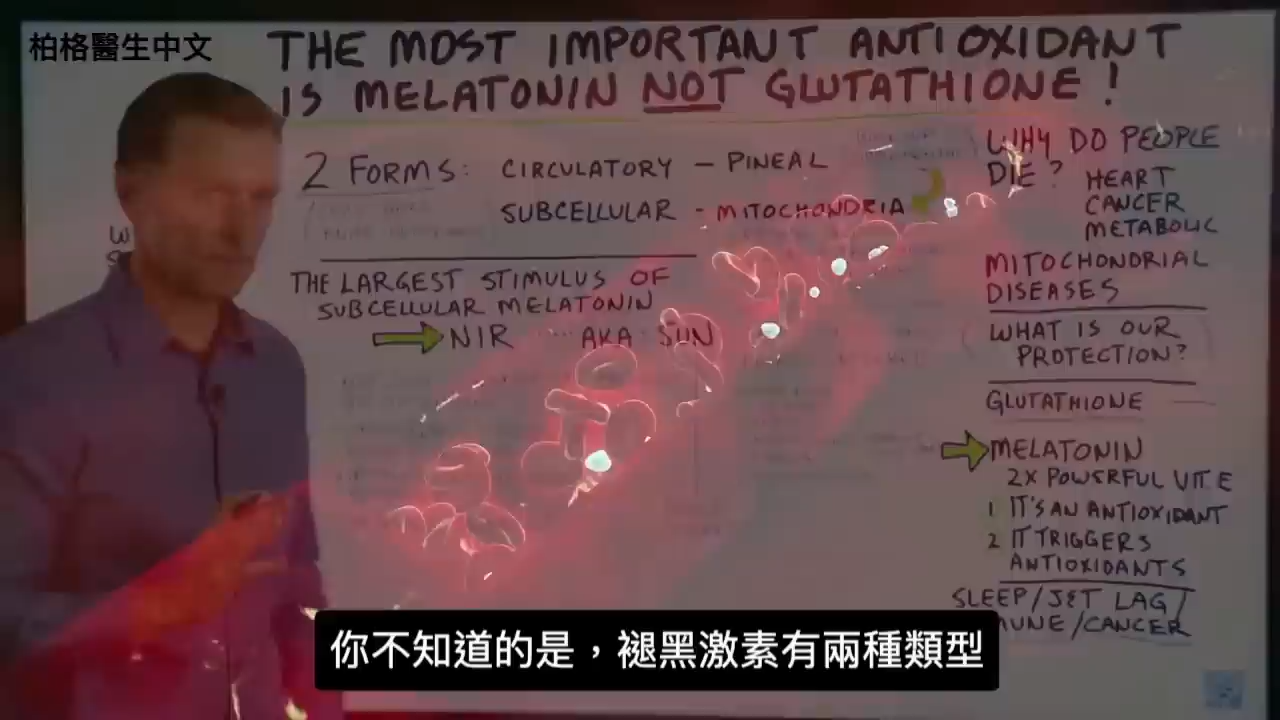 柏格醫生中文
THE MOST IMPORTANT ANTIOXIDANT
IS MELATONIN NOT GLUTATHIONE!
2 FORMS: CIRCULATORY — PINEAL
SUBCELLULAR - MITOCHONDRIA
THE LARGEST STIMULUS OF
SUBCELLULAR MELATONIN
NIR AKA SUN
WHY DO PEOPLE
DIE? HEART
CANCER
METABOLIC
MITOCHONDRIAL
DISEASES
WHAT IS OUR
PROTECTION?
GLUTATHIONE
MELATONIN
2X POWERFUL VIT E
1 IT'S AN ANTIOXIDANT
2 IT TRIGGERS
ANTIOXIDANTS
SLEEP/JET LAG/
MUNE/CANCER
你不知道的是，褪黑激素有兩種類型